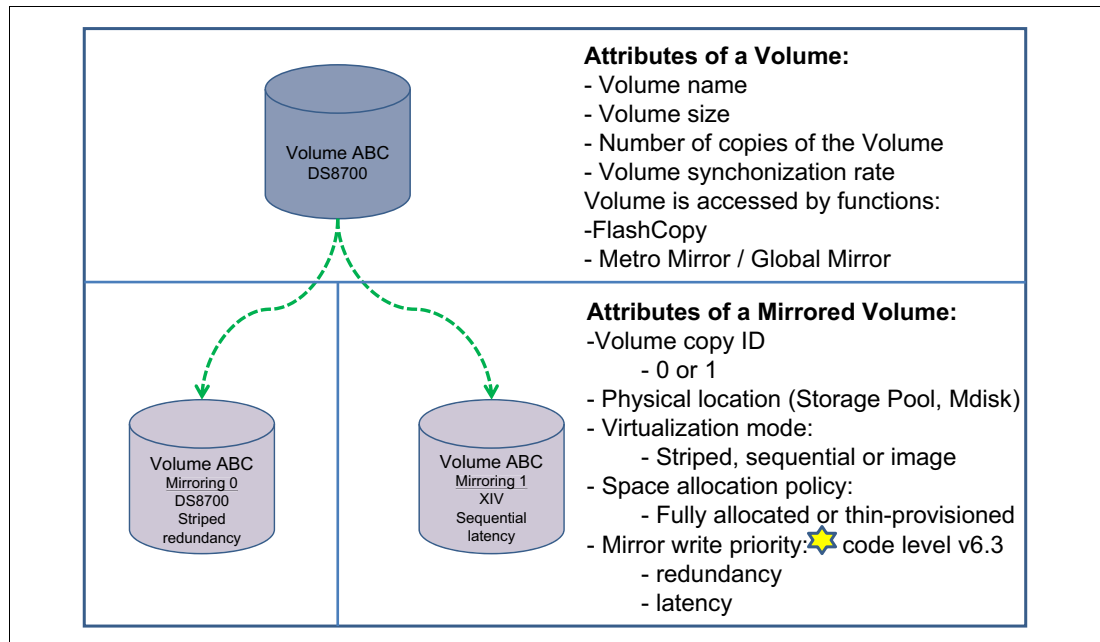 Volume ABC
DS8700
Attributes of a Volume:
- Volume name
- Volume size
- Number of copies of the Volume
- Volume synchonization rate
Volume is accessed by functions:
-FlashCopy
- Metro Mirror / Global Mirror
Volume ABC
Mirroring 0
DS8700
Striped
redundancy
Volume ABC
Mirroring 1
XIV
Sequential
latency
Attributes of a Mirrored Volume:
-Volume copy ID
- 0 or 1
- Physical location (Storage Pool, Mdisk)
- Virtualization mode:
- Striped, sequential or image
- Space allocation policy:
- Fully allocated or thin-provisioned
- Mirror write priority: code level v6.3
- redundancy
- latency